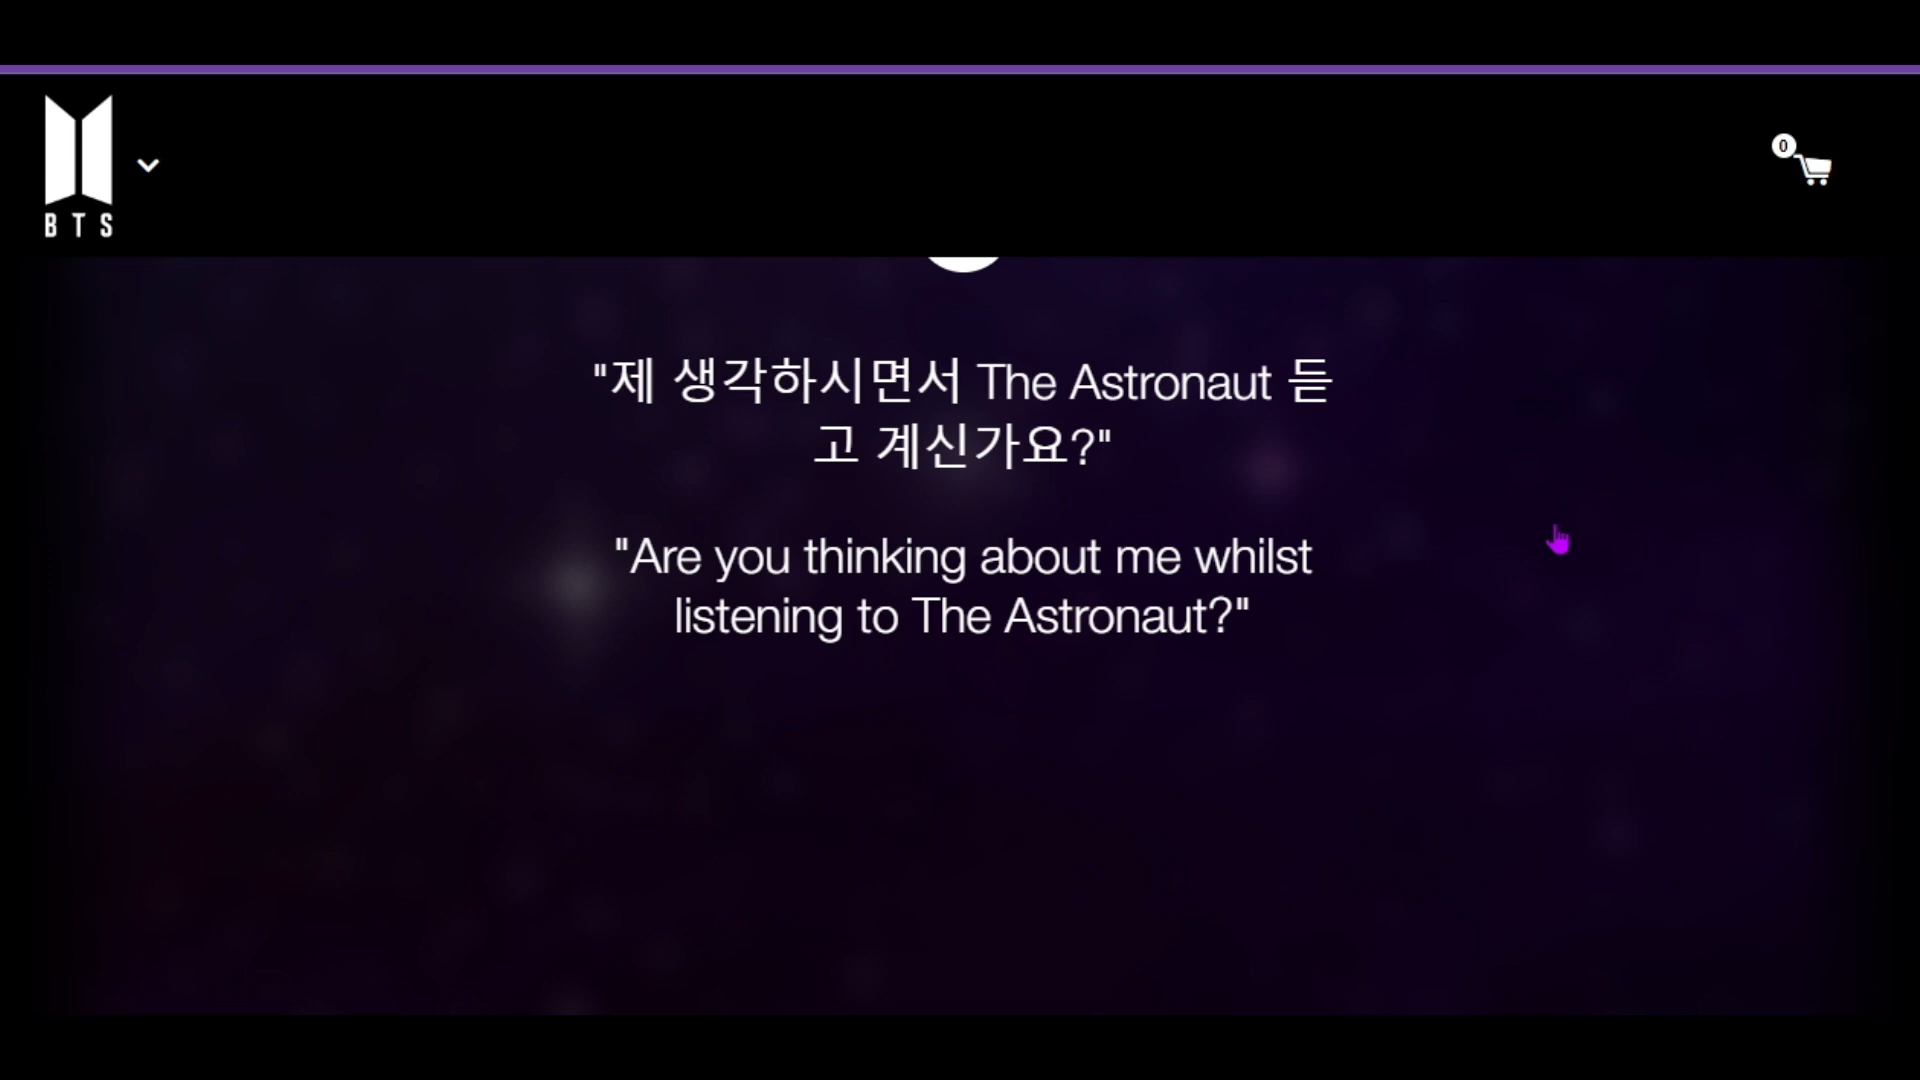 BTS
0
"제 생각하시면서 The Astronaut 듣
고 계신가요?"
"Are you thinking about me whilst
listening to The Astronaut?"